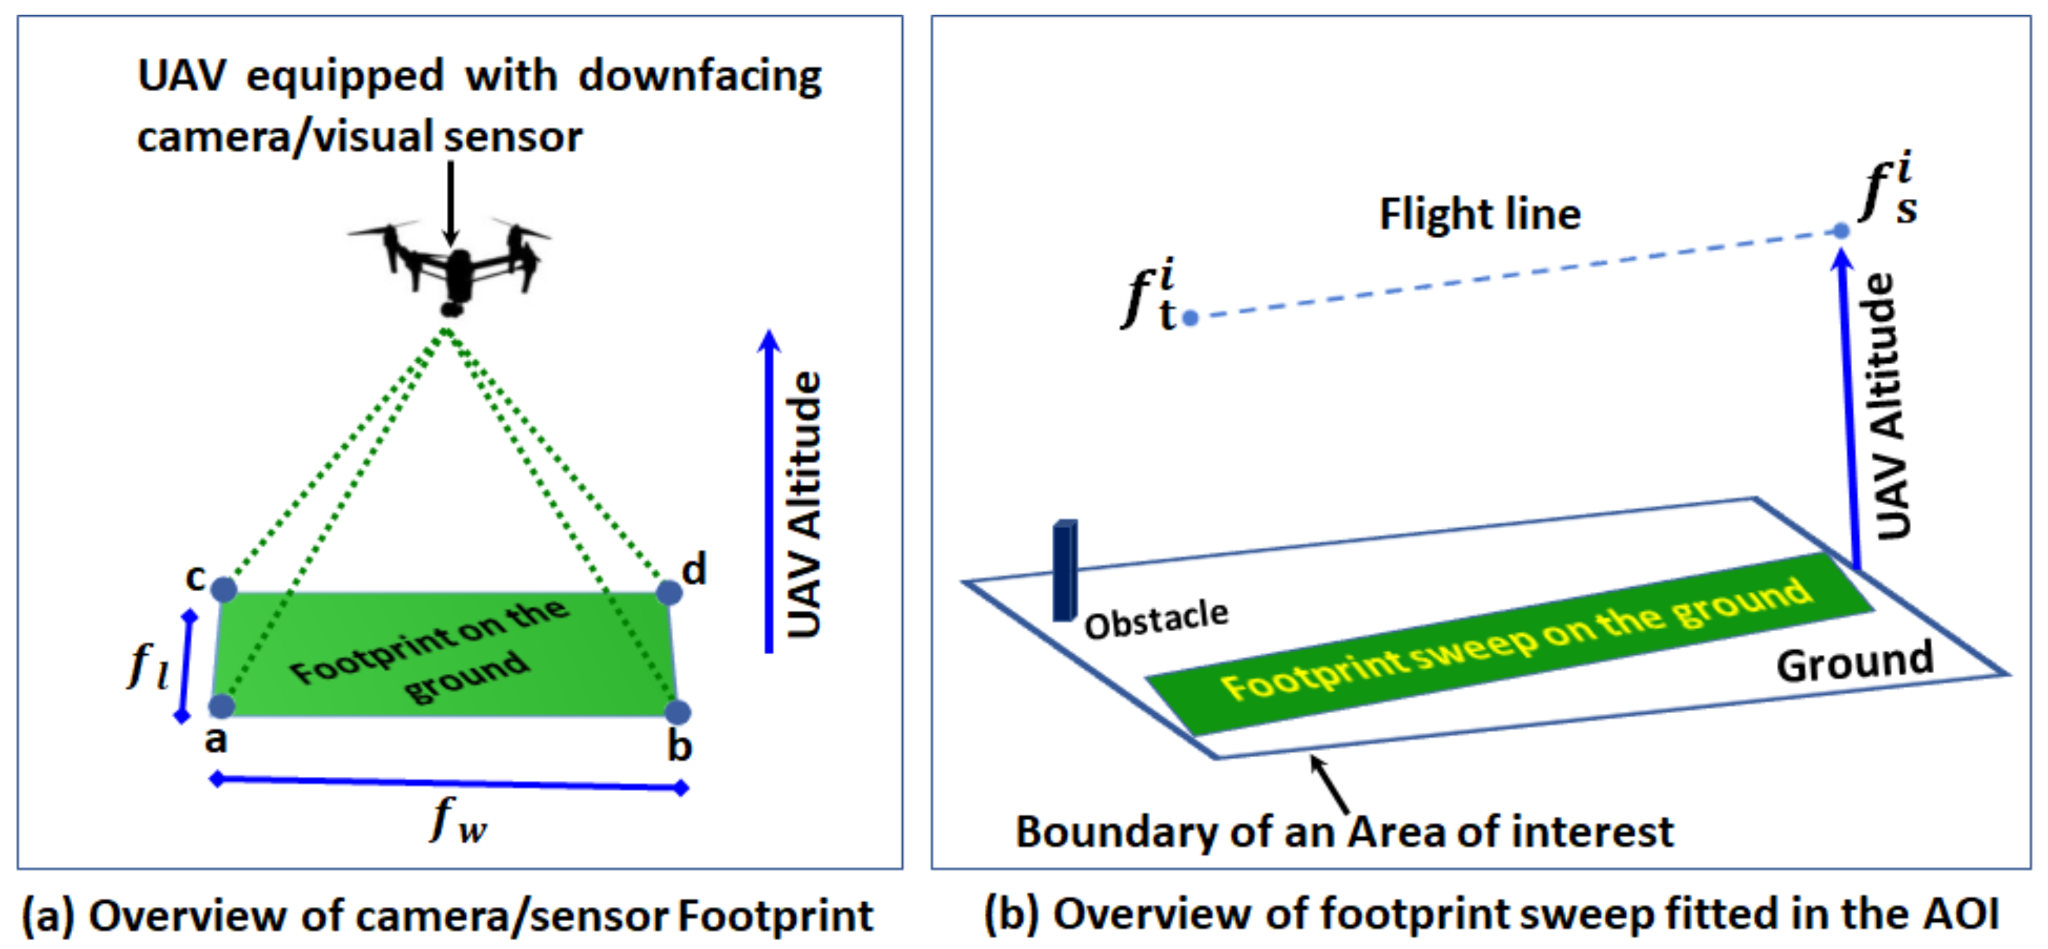 UAV equipped with downfacing
camera/visual sensor
UAV Altitude
c
d
Footprint on the
ground
f_l
a
b
f_w
(a) Overview of camera/sensor Footprint
f_s^i
Flight line
f_t^i
UAV Altitude
Obstacle
Footprint sweep on the ground
Ground
Boundary of an Area of interest
(b) Overview of footprint sweep fitted in the AOI